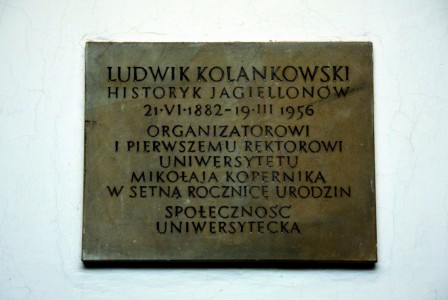 LUDWIK KOLANKOWSKI
HISTORYK JAGIELLONÓW
21·VI·1882-19·III 1956
ORGANIZATOROWI
I PIERWSZEMU REKTOROWI
UNIWERSYTETU
MIKOŁAJA KOPERNIKA
W SETNĄ ROCZNICĘ URODZIN
SPOŁECZNOŚĆ
UNIWERSYTECKA